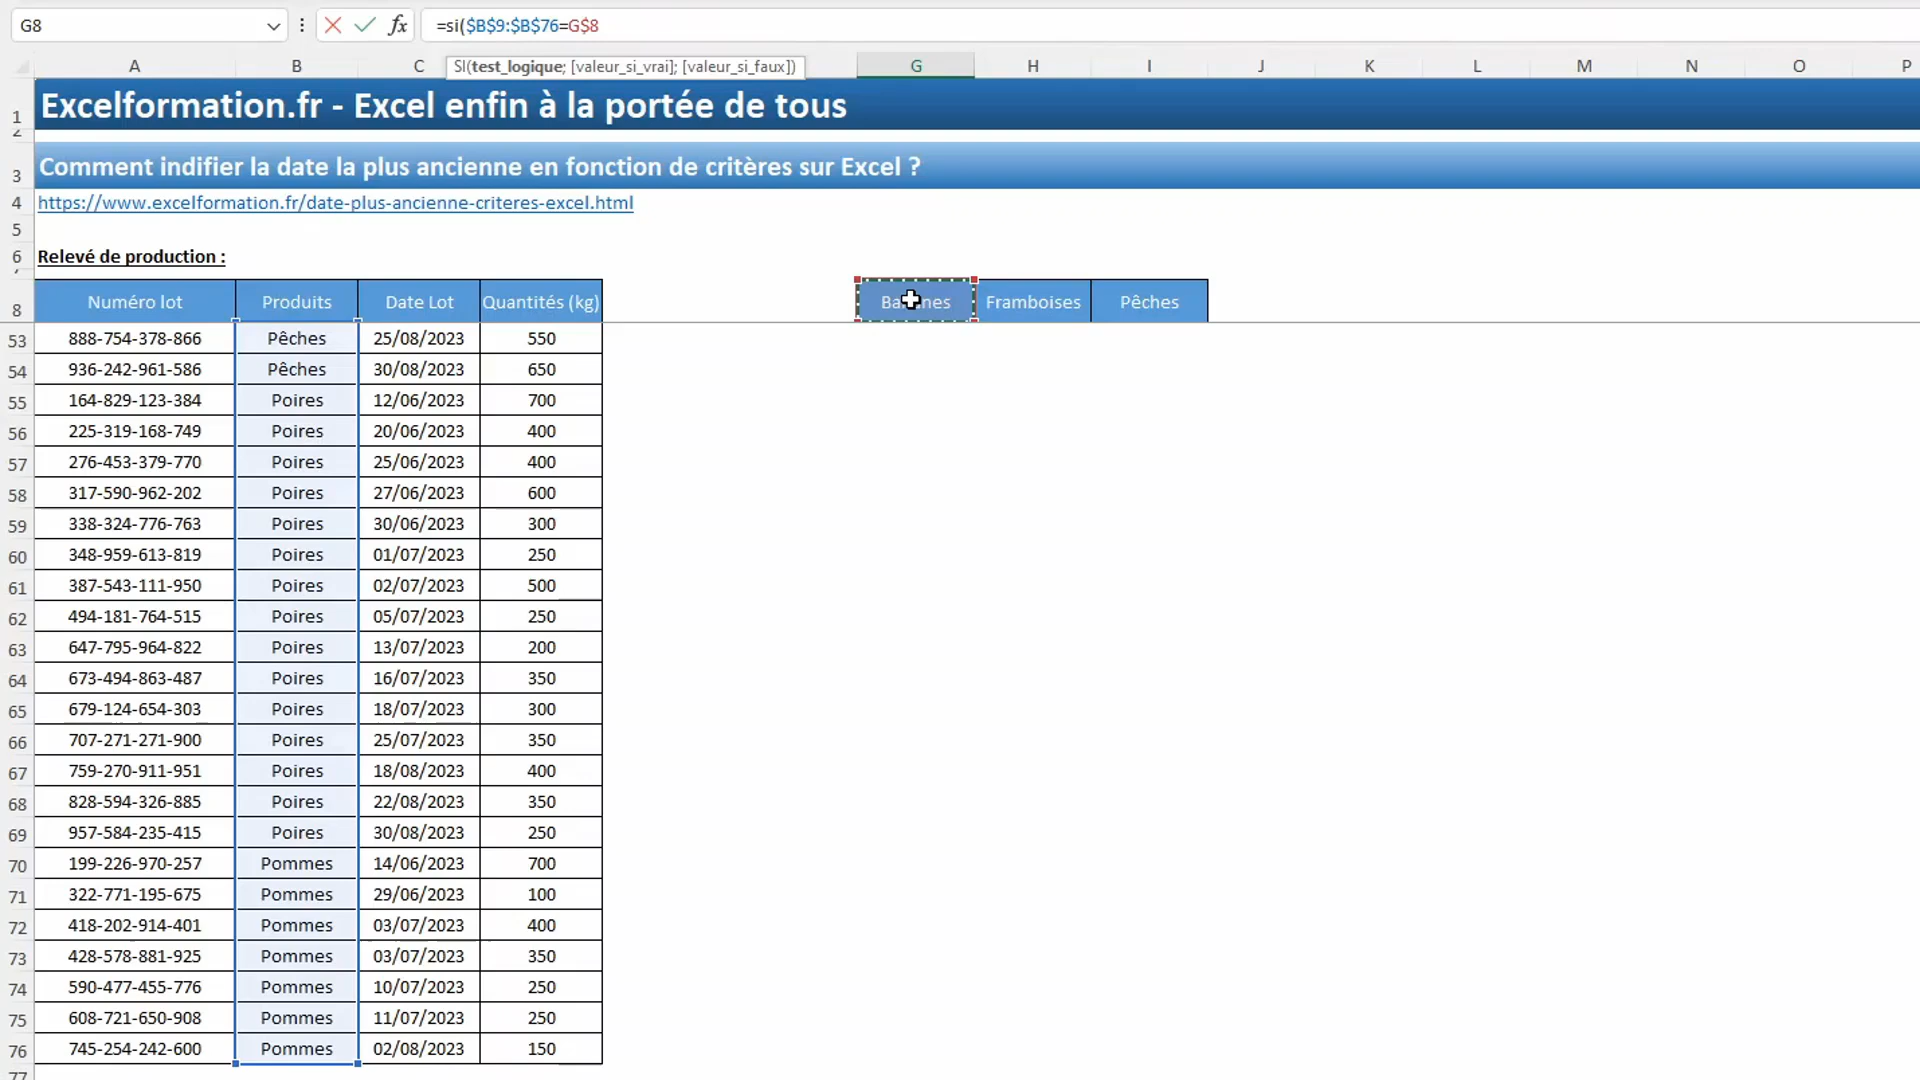 G8 =si($B$9:$B$76=G$8
SI(test_logique; [valeur_si_vrai]; [valeur_si_faux])
A B C G H I J K L M N O P
1 Excelformation.fr - Excel enfin à la portée de tous
2
3 Comment indifier la date la plus ancienne en fonction de critères sur Excel ?
4 https://www.excelformation.fr/date-plus-ancienne-criteres-excel.html
5
6 Relevé de production :
8 Numéro lot Produits Date Lot Quantités (kg) Framboises Pêches
53 888-754-378-866 Pêches 25/08/2023 550
54 936-242-961-586 Pêches 30/08/2023 650
55 164-829-123-384 Poires 12/06/2023 700
56 225-319-168-749 Poires 20/06/2023 400
57 276-453-379-770 Poires 25/06/2023 400
58 317-590-962-202 Poires 27/06/2023 600
59 338-324-776-763 Poires 30/06/2023 300
60 348-959-613-819 Poires 01/07/2023 250
61 387-543-111-950 Poires 02/07/2023 500
62 494-181-764-515 Poires 05/07/2023 250
63 647-795-964-822 Poires 13/07/2023 200
64 673-494-863-487 Poires 16/07/2023 350
65 679-124-654-303 Poires 18/07/2023 300
66 707-271-271-900 Poires 25/07/2023 350
67 759-270-911-951 Poires 18/08/2023 400
68 828-594-326-885 Poires 22/08/2023 350
69 957-584-235-415 Poires 30/08/2023 250
70 199-226-970-257 Pommes 14/06/2023 700
71 322-771-195-675 Pommes 29/06/2023 100
72 418-202-914-401 Pommes 03/07/2023 400
73 428-578-881-925 Pommes 03/07/2023 350
74 590-477-455-776 Pommes 10/07/2023 250
75 608-721-650-908 Pommes 11/07/2023 250
76 745-254-242-600 Pommes 02/08/2023 150
77